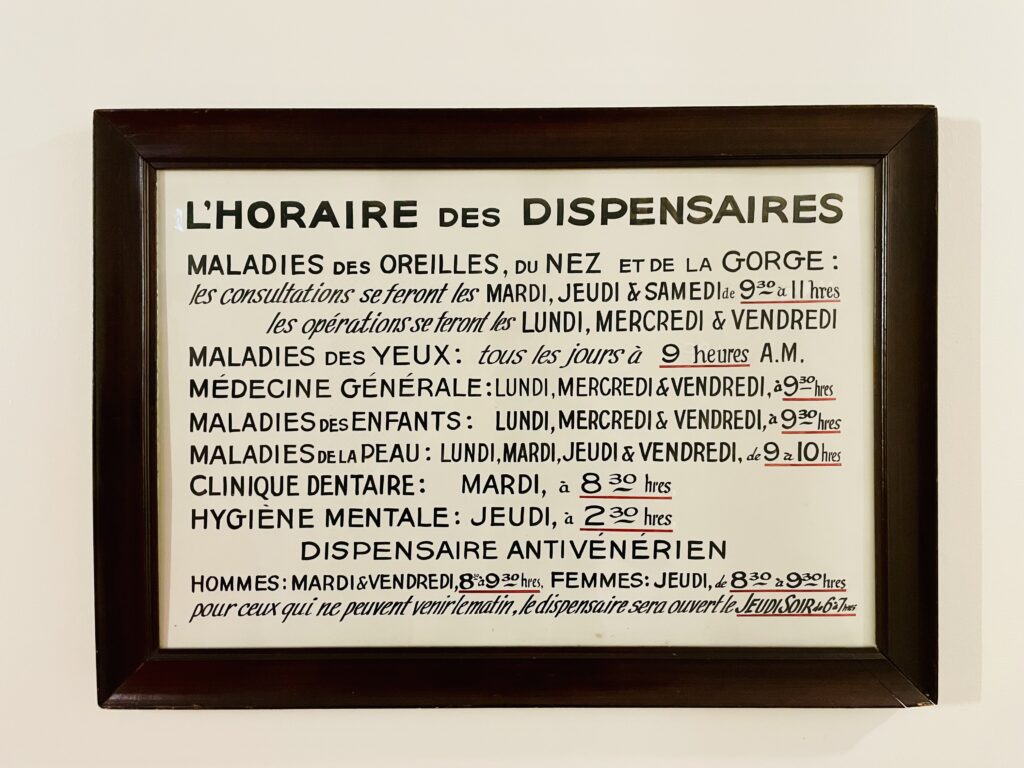 L'HORAIRE DES DISPENSAIRES
MALADIES DES OREILLES, DU NEZ ET DE LA GORGE:
les consultations se feront les MARDI, JEUDI & SAMEDI de 9 30 à 11 hres
les opérations se feront les LUNDI, MERCREDI & VENDREDI
MALADIES DES YEUX: tous les jours à 9 heures A.M.
MÉDECINE GÉNÉRALE: LUNDI, MERCREDI & VENDREDI, à 9 30 hres
MALADIES DES ENFANTS: LUNDI, MERCREDI & VENDREDI, à 9 30 hres
MALADIES DE LA PEAU: LUNDI, MARDI, JEUDI & VENDREDI, de 9 à 10 hres
CLINIQUE DENTAIRE: MARDI, à 8 30 hres
HYGIÈNE MENTALE: JEUDI, à 2 30 hres
DISPENSAIRE ANTIVÉNÉRIEN
HOMMES: MARDI & VENDREDI, 8 à 9 30 hres, FEMMES: JEUDI, de 8 30 à 9 30 hres
pour ceux qui ne peuvent venir le matin, le dispensaire sera ouvert le JEUDI SOIR de 6 à 7 hres